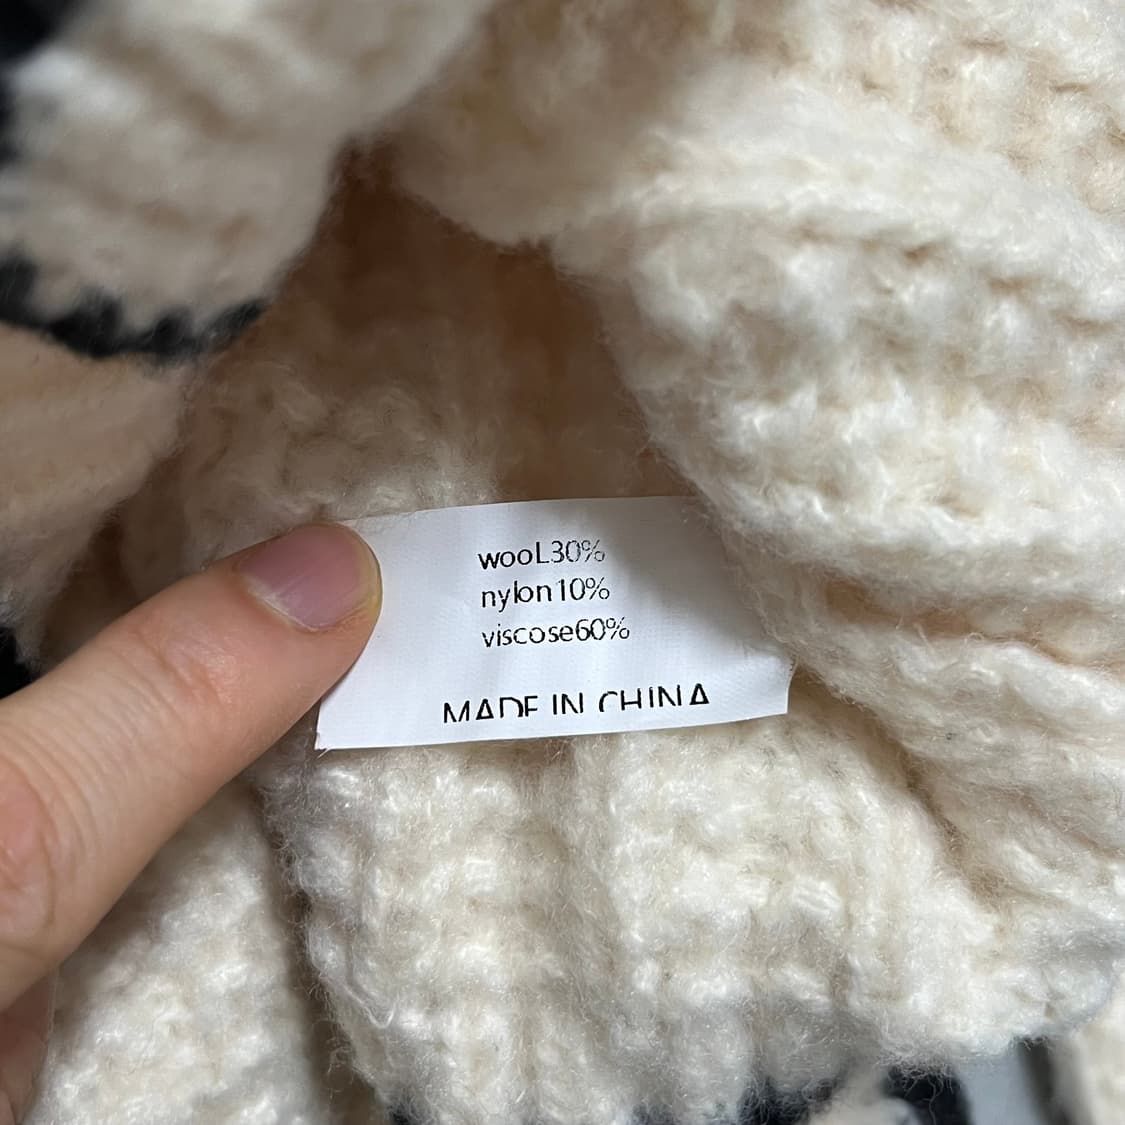 wooL30%
nylon10%
viscose60%
MADE IN CHINA